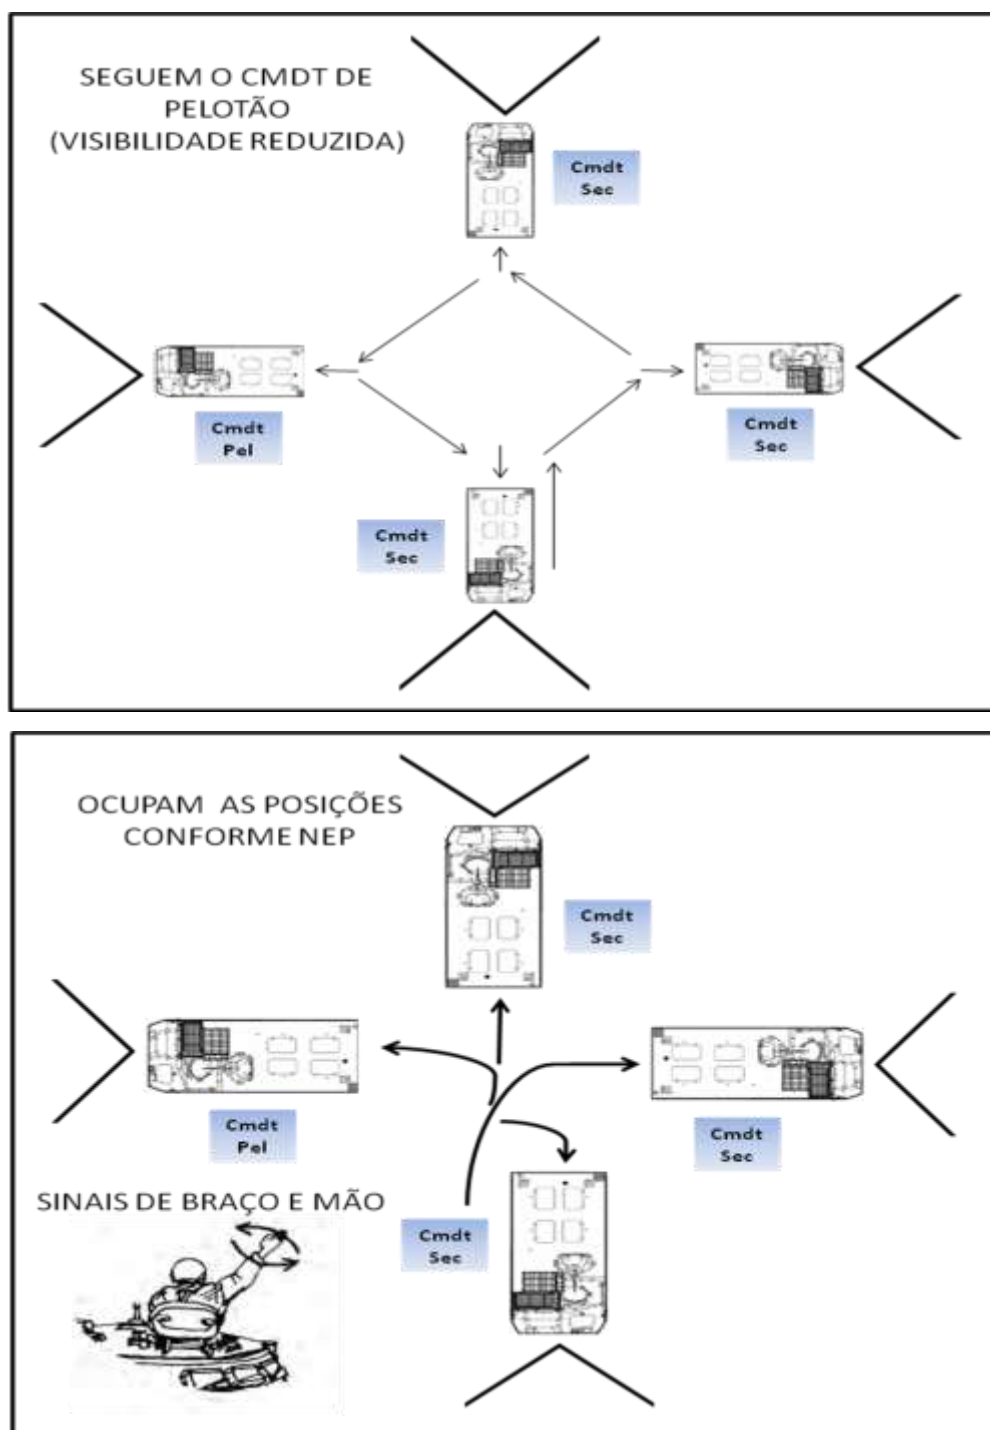 SEGUEM O CMDT DE
PELOTÃO
(VISIBILIDADE REDUZIDA)
Cmdt
Sec
Cmdt
Pel
Cmdt
Sec
Cmdt
Sec
OCUPAM AS POSIÇÕES
CONFORME NEP
Cmdt
Sec
Cmdt
Pel
Cmdt
Sec
SINAIS DE BRAÇO E MÃO
Cmdt
Sec